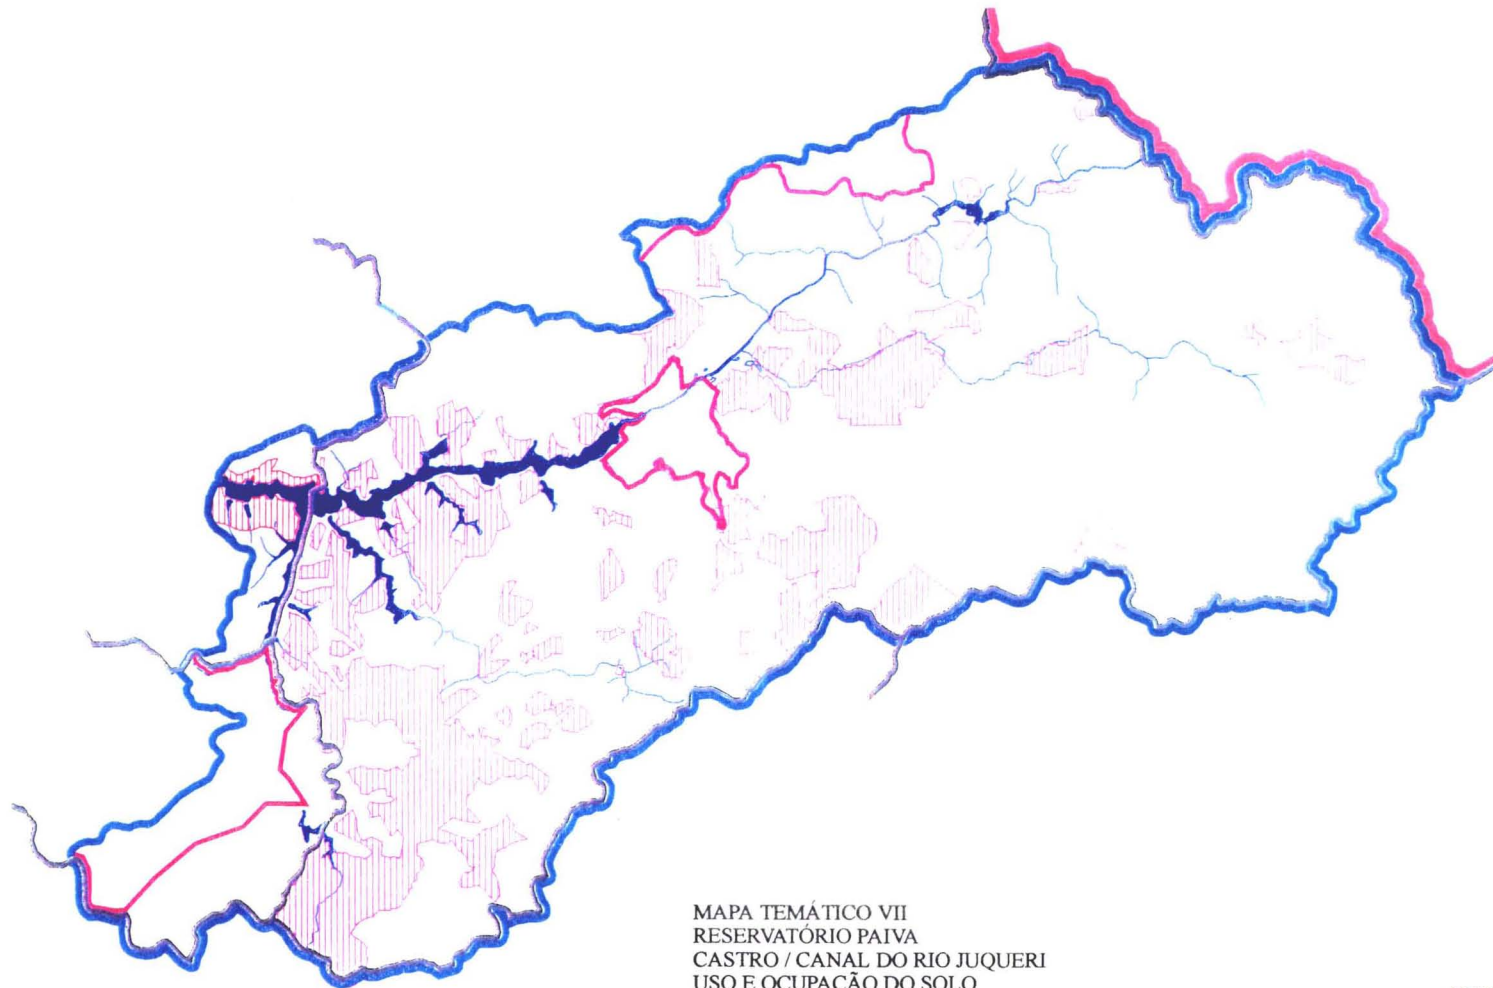 MAPA TEMÁTICO VII
RESERVATÓRIO PAIVA
CASTRO / CANAL DO RIO JUQUERI
USO E OCUPAÇÃO DO SOLO